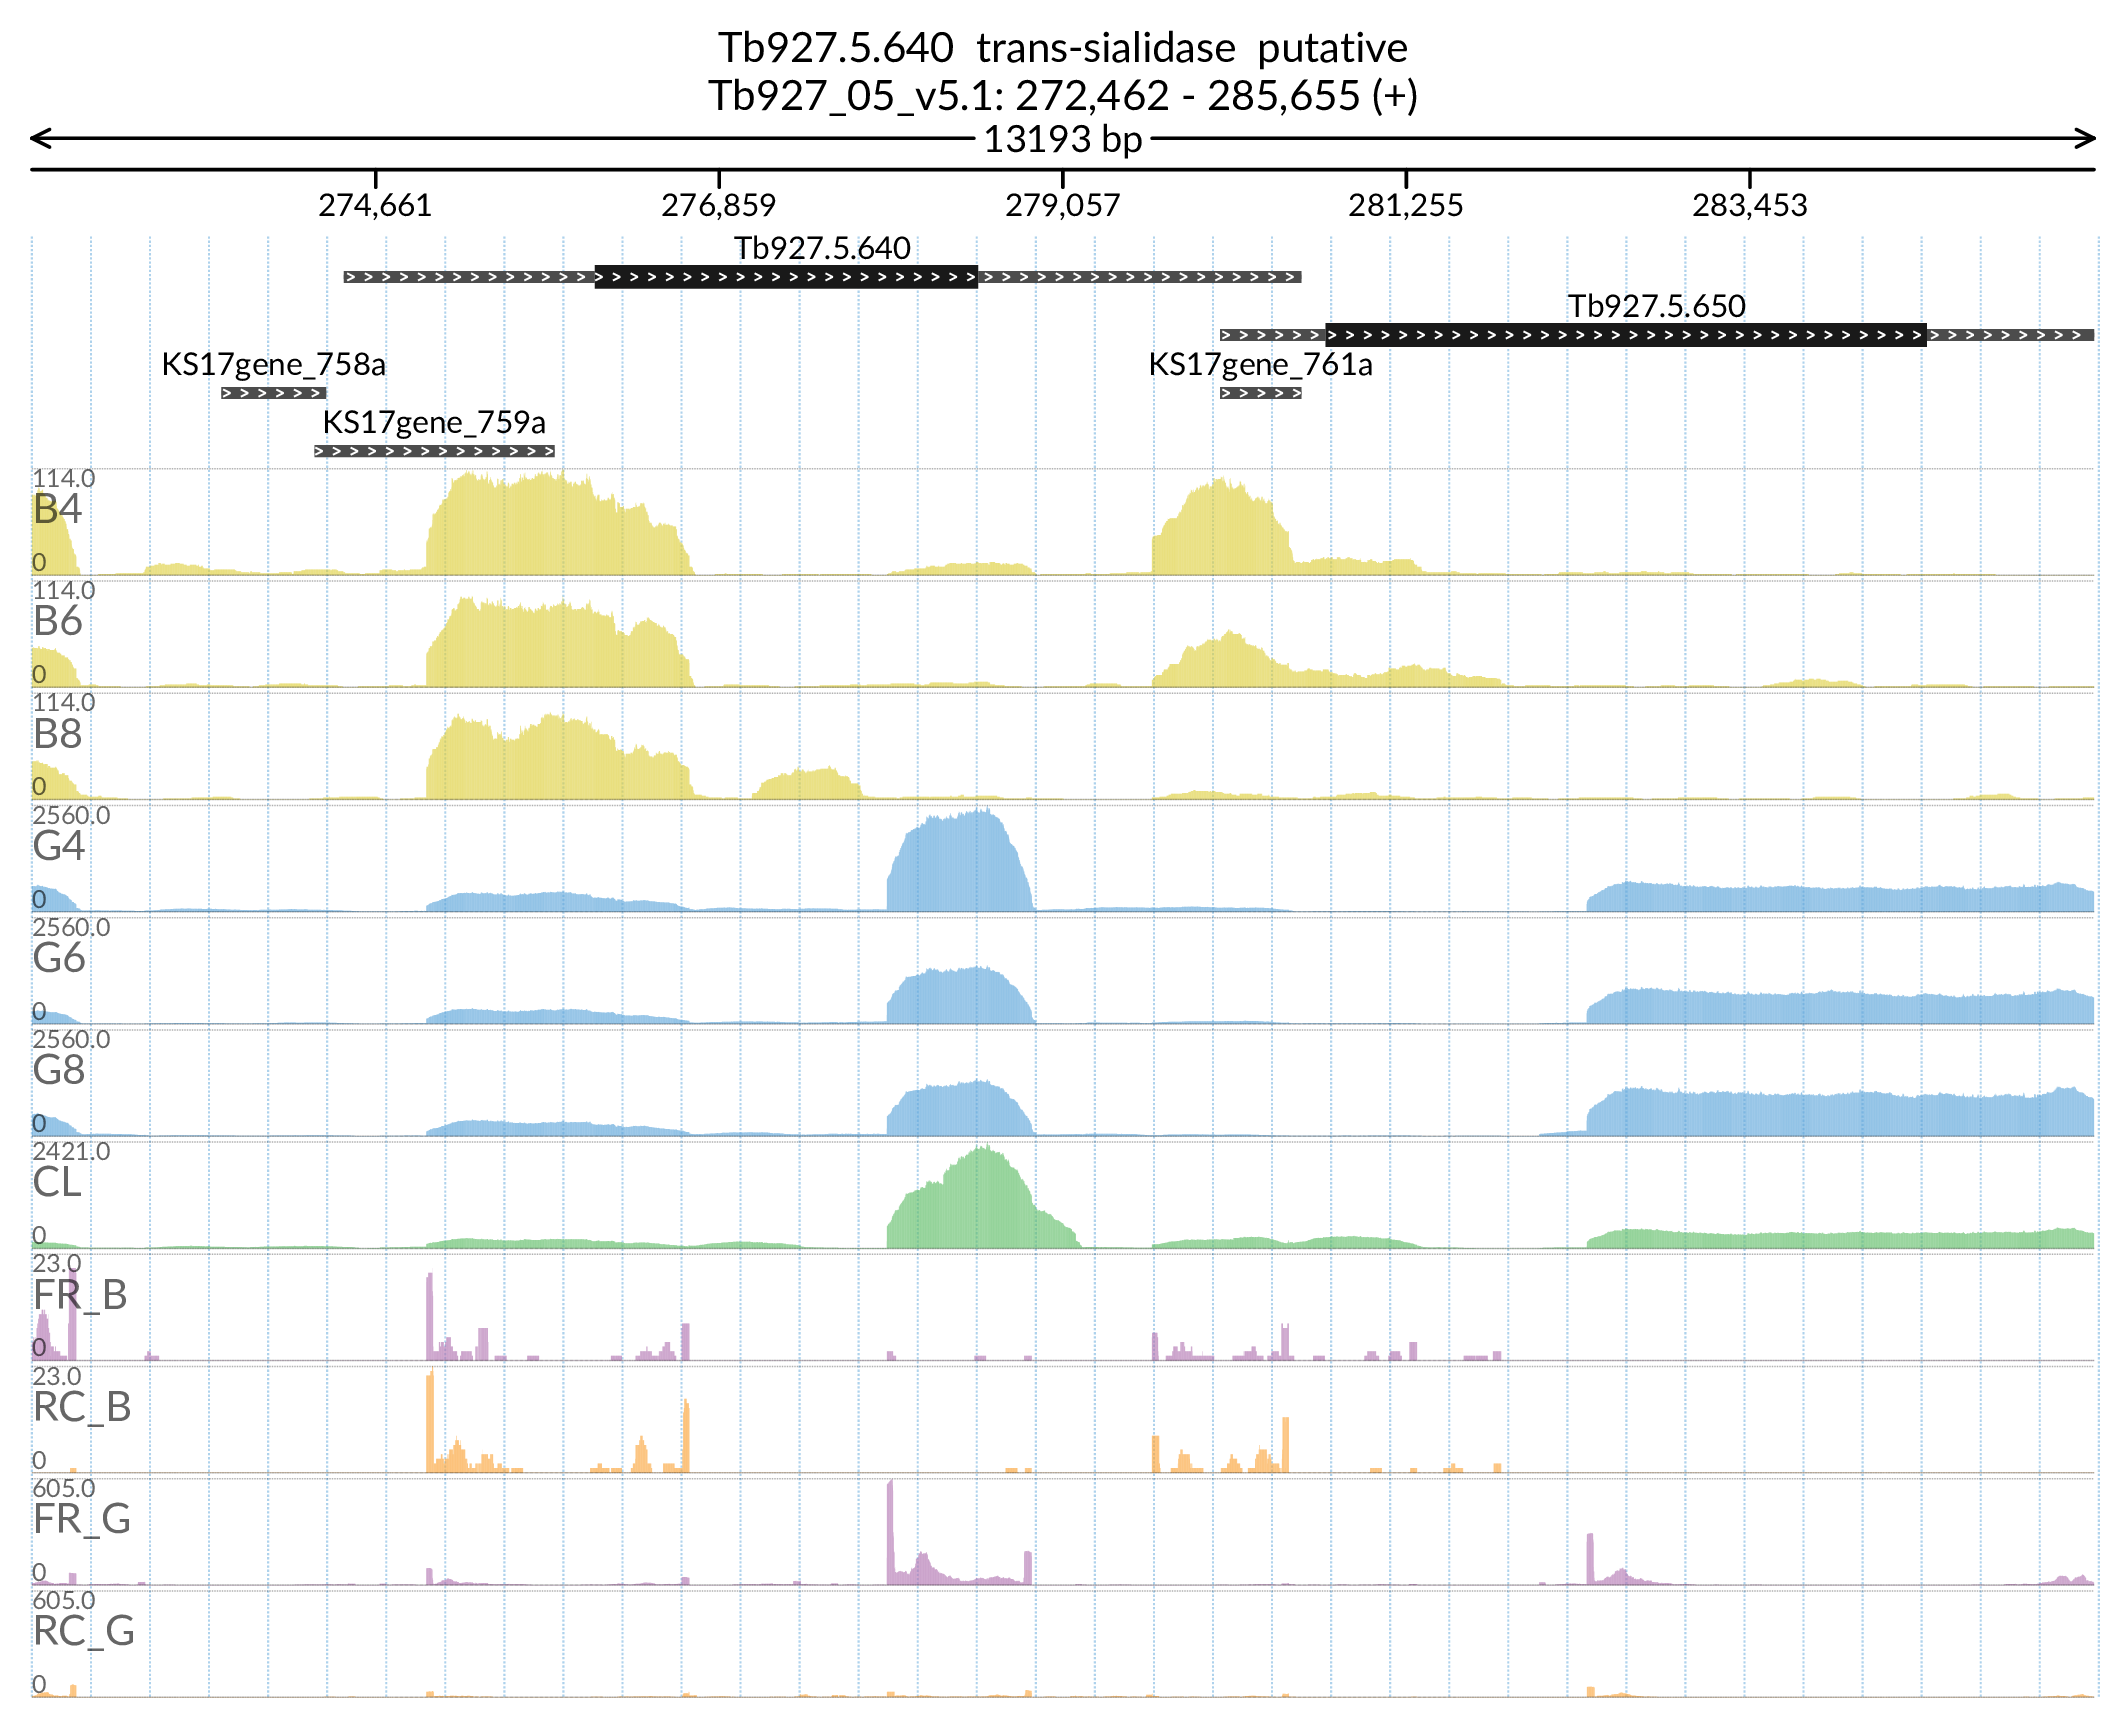 Tb927.5.640 trans-sialidase putative
Tb927_05_v5.1: 272,462 - 285,655 (+)
13193 bp
274,661 276,859 279,057 281,255 283,453
Tb927.5.640
Tb927.5.650
KS17gene_758a KS17gene_761a
KS17gene_759a
114.0
B4
0
114.0
B6
0
114.0
B8
0
2560.0
G4
0
2560.0
G6
0
2560.0
G8
0
2421.0
CL
0
23.0
FR_B
0
23.0
RC_B
0
605.0
FR_G
0
605.0
RC_G
0